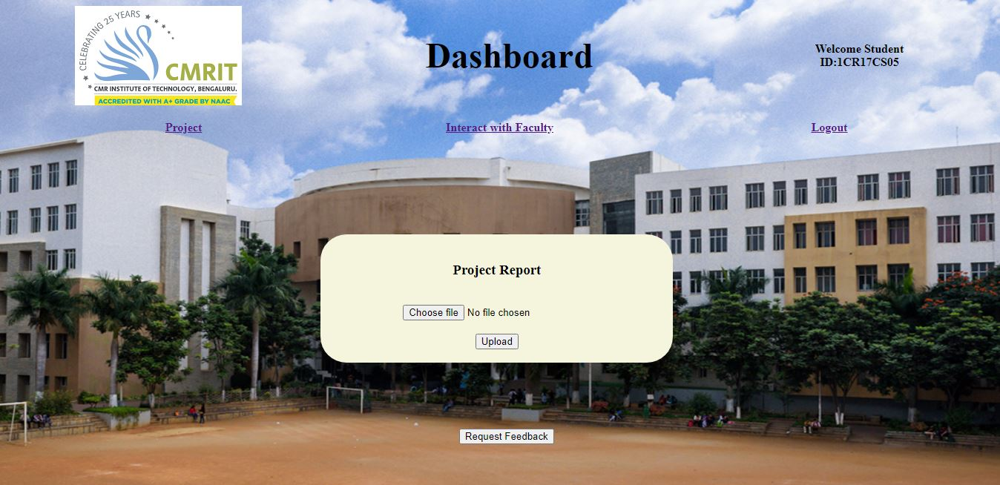 CELEBRATING 25 YEARS
CMRIT
CMR INSTITUTE OF TECHNOLOGY, BENGALURU.
ACCREDITED WITH A+ GRADE BY NAAC
Dashboard
Welcome Student
ID:1CR17CS05
Project
Interact with Faculty
Logout
Project Report
Choose file No file chosen
Upload
Request Feedback